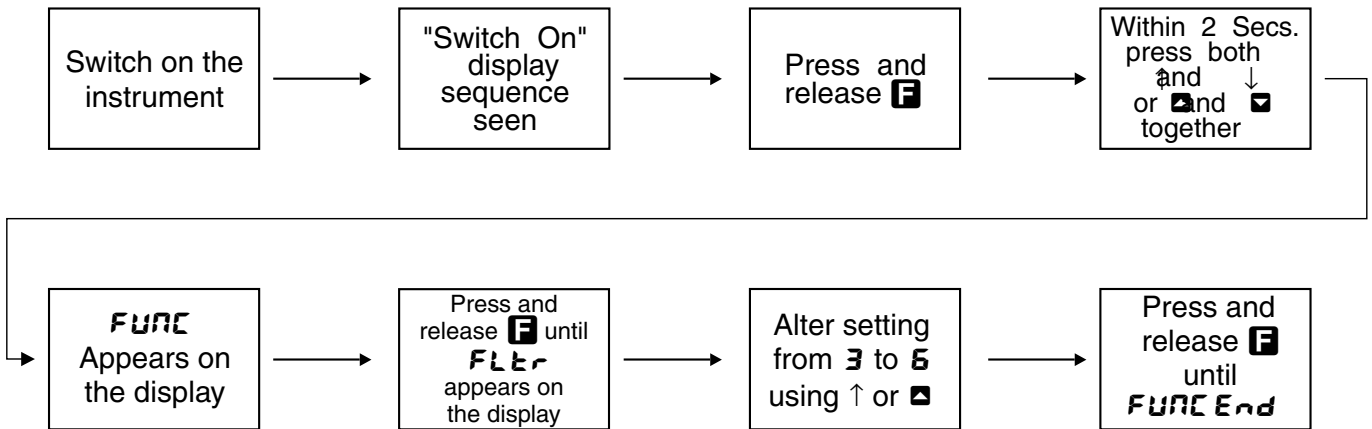 Switch on the
instrument
"Switch On"
display
sequence
seen
Press and
release F
Within 2 Secs.
press both
↑
and ↓
or ▲ and ▼
together
FUNC
Appears on
the display
Press and
release F until
FLtr
appears on
the display
Alter setting
from 3 to 6
using ↑ or ▲
Press and
release F
until
FUNC End